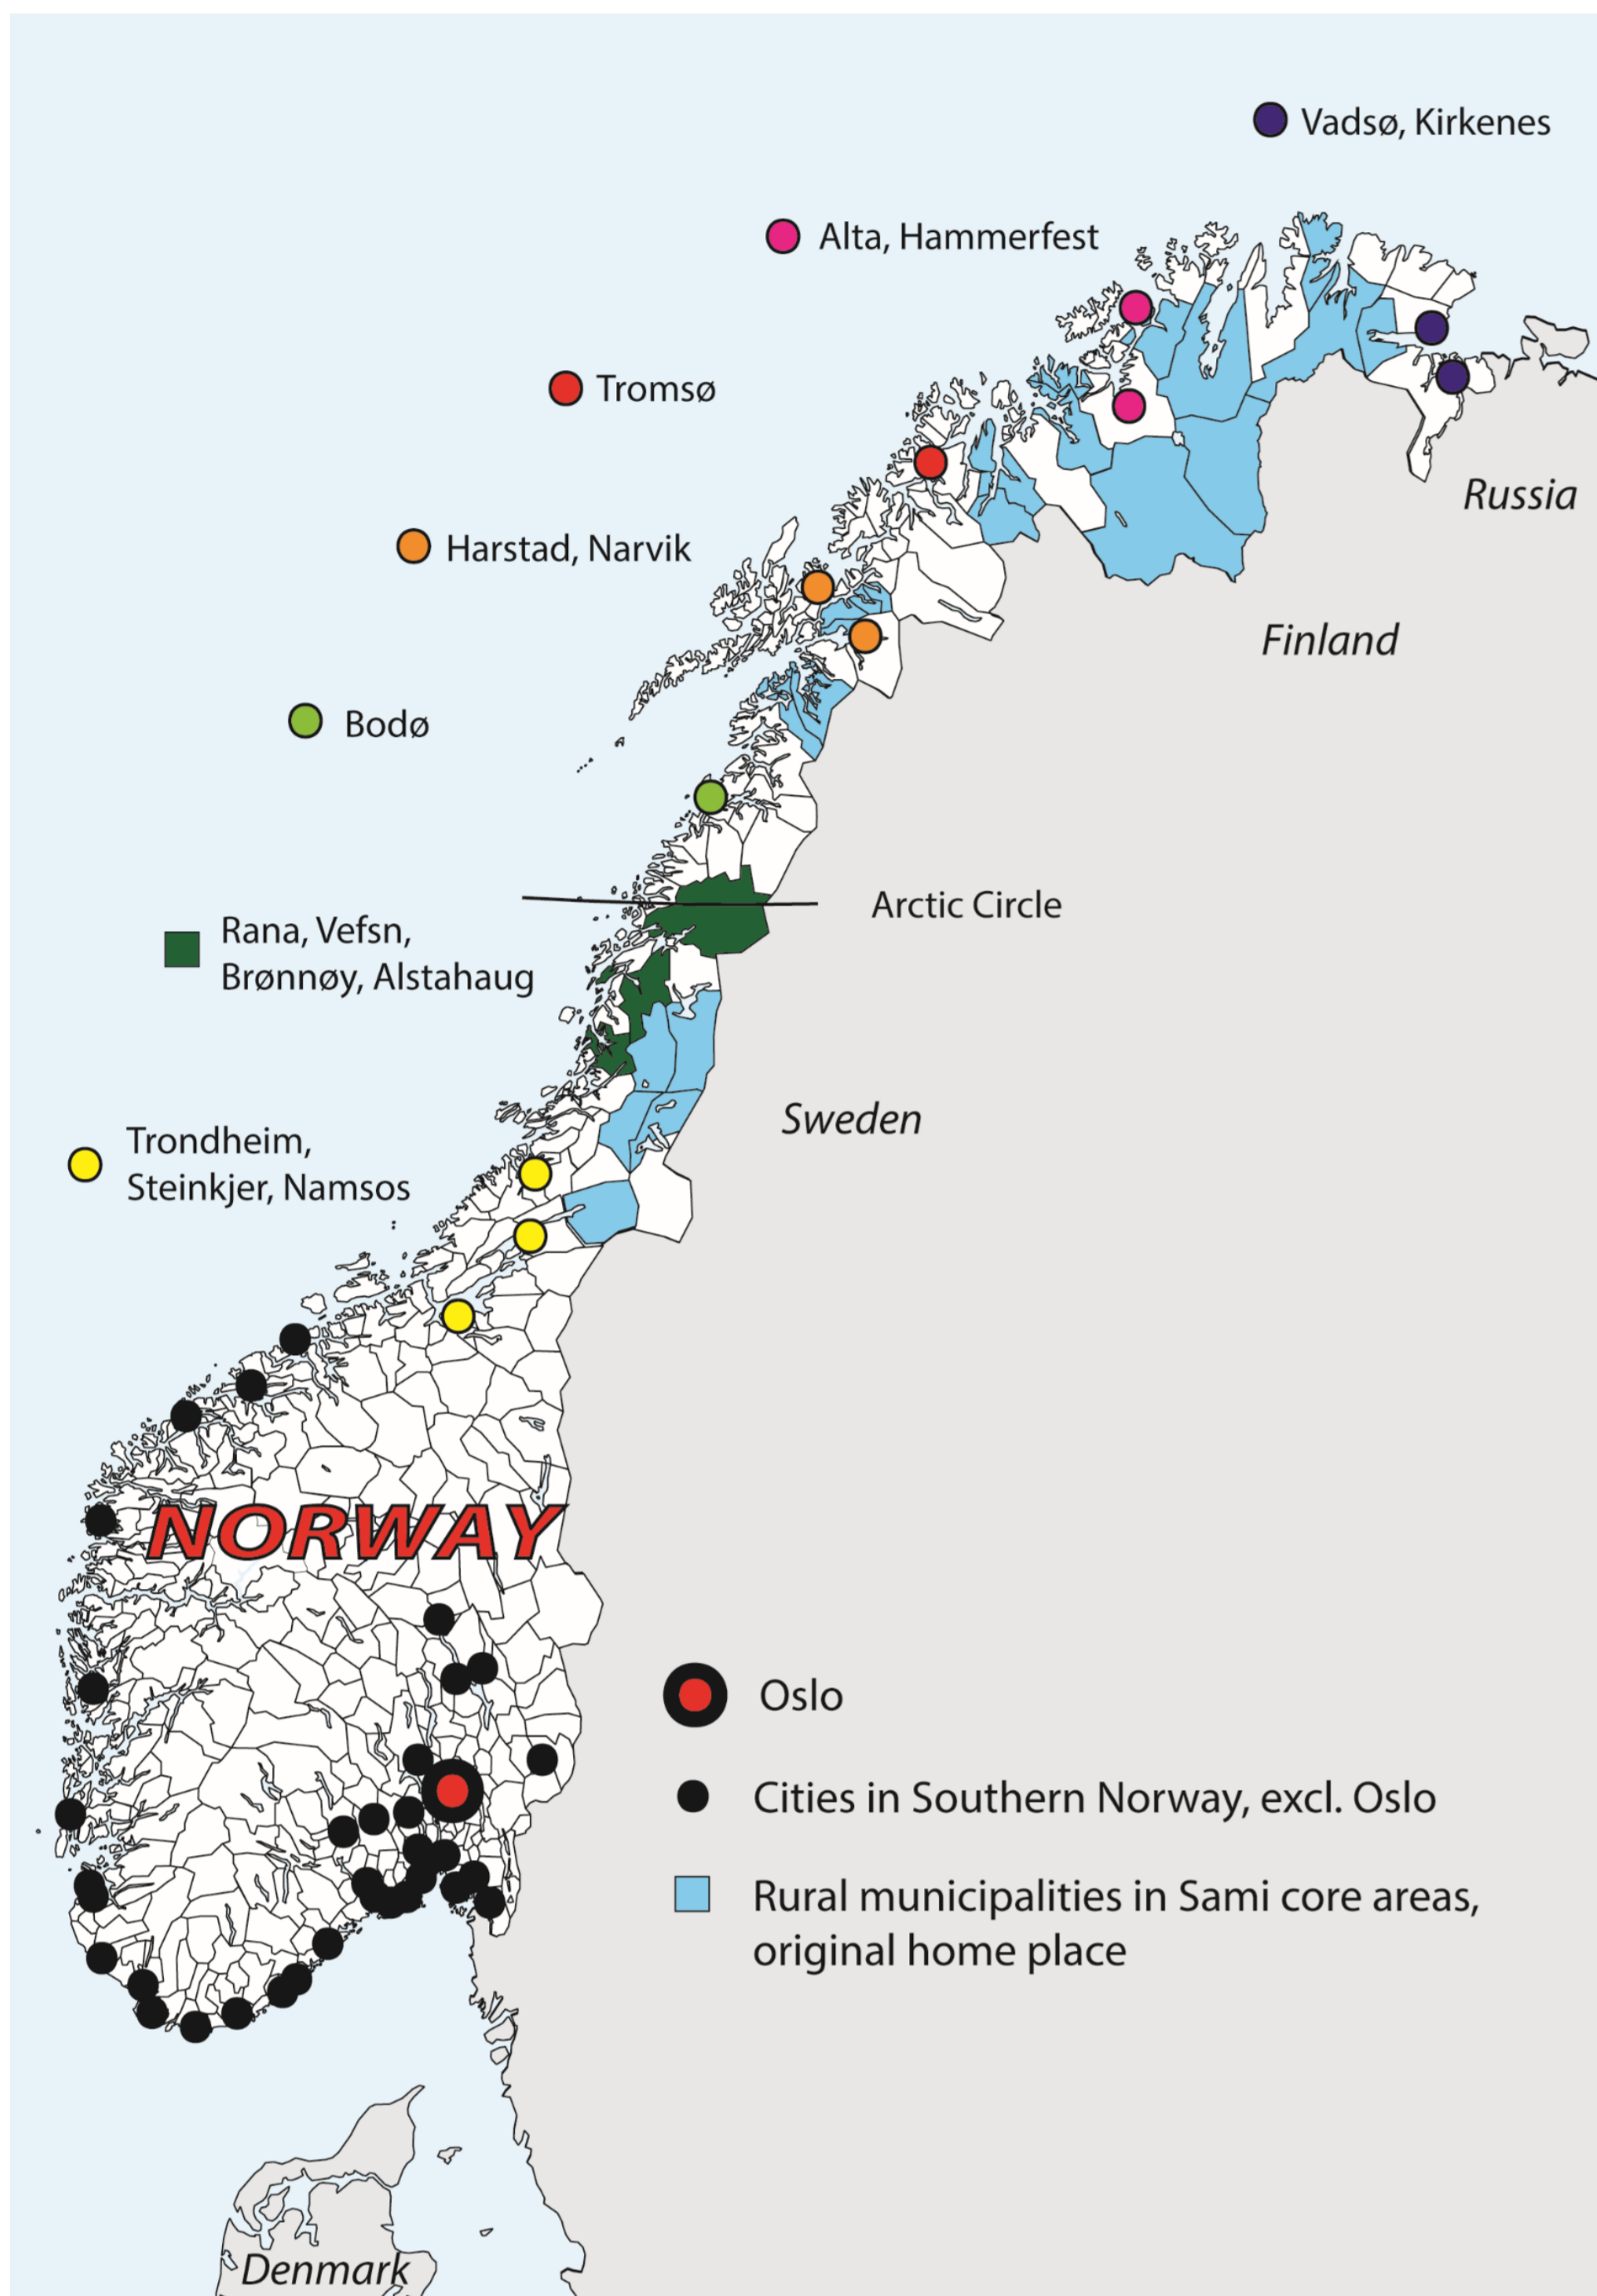 Vadsø, Kirkenes
Alta, Hammerfest
Tromsø
Russia
Harstad, Narvik
Finland
Bodø
Arctic Circle
Rana, Vefsn,
Brønnøy, Alstahaug
Sweden
Trondheim,
Steinkjer, Namsos
NORWAY
Oslo
Cities in Southern Norway, excl. Oslo
Rural municipalities in Sami core areas,
original home place
Denmark